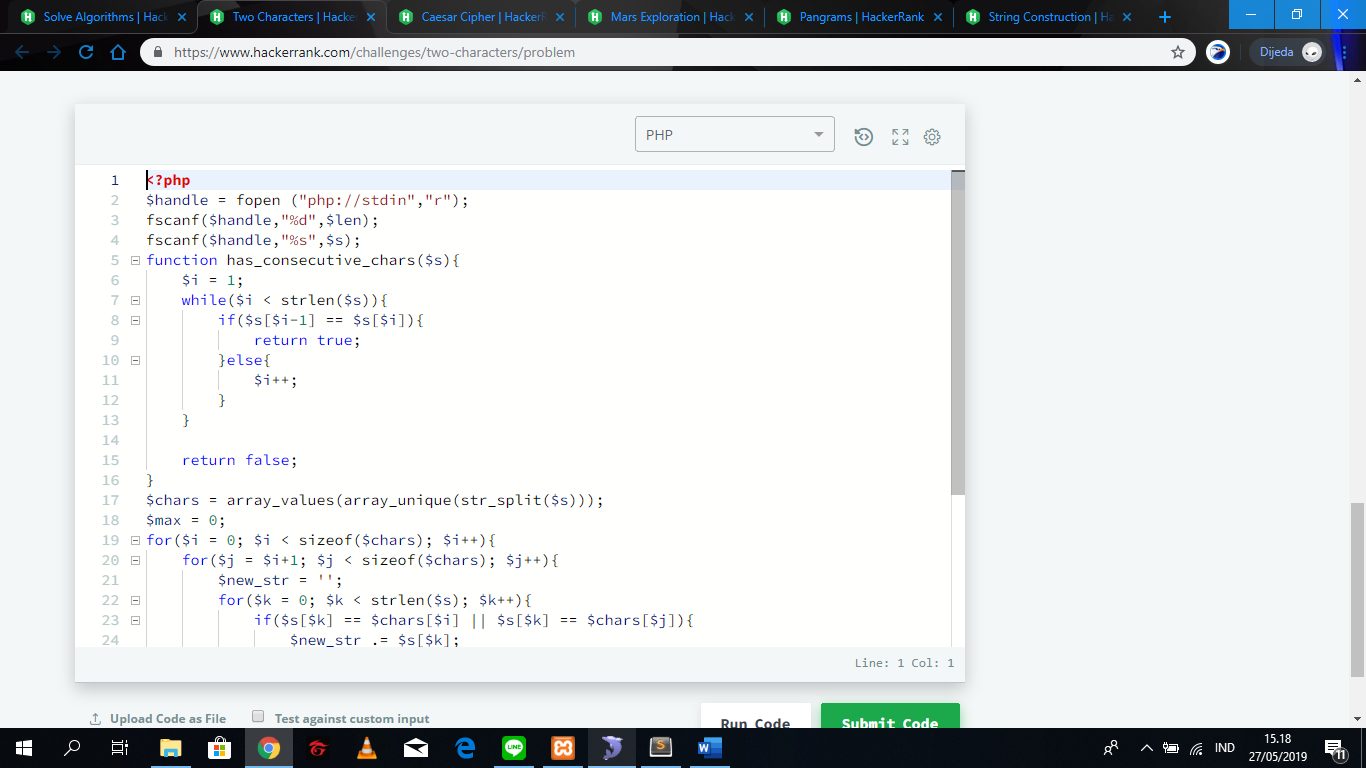 Solve Algorithms | Hack
Two Characters | Hacker
Caesar Cipher | HackerR
Mars Exploration | Hack
Pangrams | HackerRank
String Construction | Ha
https://www.hackerrank.com/challenges/two-characters/problem
Dijeda
PHP
1 <?php
2 $handle = fopen ("php://stdin","r");
3 fscanf($handle,"%d",$len);
4 fscanf($handle,"%s",$s);
5 function has_consecutive_chars($s){
6 $i = 1;
7 while($i < strlen($s)){
8 if($s[$i-1] == $s[$i]){
9 return true;
10 }else{
11 $i++;
12 }
13 }
14
15 return false;
16 }
17 $chars = array_values(array_unique(str_split($s)));
18 $max = 0;
19 for($i = 0; $i < sizeof($chars); $i++){
20 for($j = $i+1; $j < sizeof($chars); $j++){
21 $new_str = '';
22 for($k = 0; $k < strlen($s); $k++){
23 if($s[$k] == $chars[$i] || $s[$k] == $chars[$j]){
24 $new_str .= $s[$k];
Line: 1 Col: 1
Upload Code as File
Test against custom input
Run Code
Submit Code
LINE
IND
15.18
27/05/2019
11